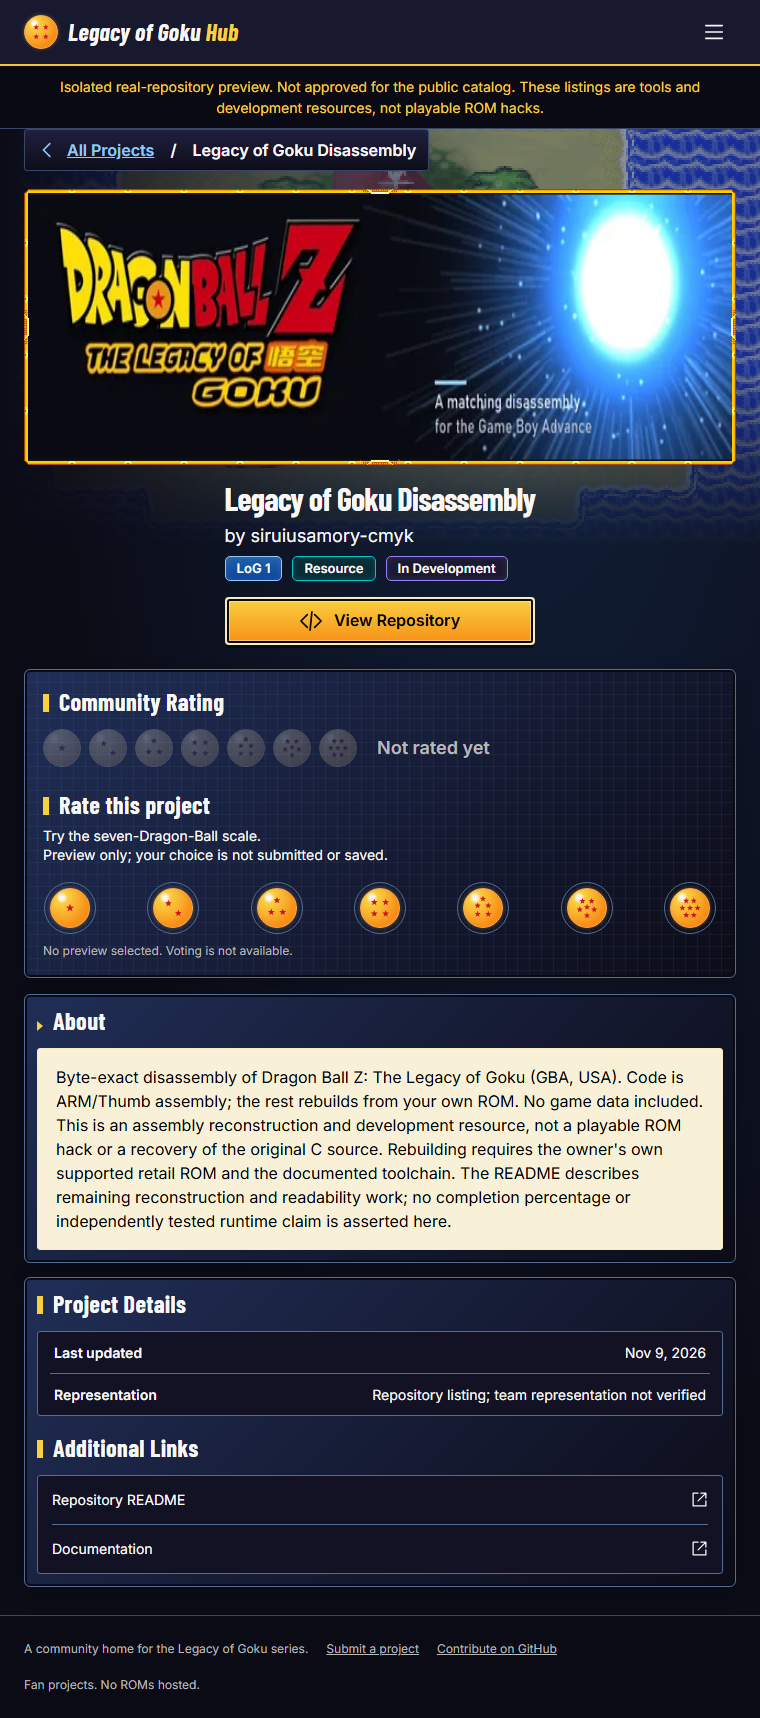 Legacy of Goku Hub
Isolated real-repository preview. Not approved for the public catalog. These listings are tools and
development resources, not playable ROM hacks.
All Projects / Legacy of Goku Disassembly
DRAGON BALL Z
THE LEGACY OF 悟空
GOKU
A matching disassembly
for the Game Boy Advance
Legacy of Goku Disassembly
by siruiusamory-cmyk
LoG 1 Resource In Development
View Repository
Community Rating
Not rated yet
Rate this project
Try the seven-Dragon-Ball scale.
Preview only; your choice is not submitted or saved.
No preview selected. Voting is not available.
About
Byte-exact disassembly of Dragon Ball Z: The Legacy of Goku (GBA, USA). Code is
ARM/Thumb assembly; the rest rebuilds from your own ROM. No game data included.
This is an assembly reconstruction and development resource, not a playable ROM
hack or a recovery of the original C source. Rebuilding requires the owner's own
supported retail ROM and the documented toolchain. The README describes
remaining reconstruction and readability work; no completion percentage or
independently tested runtime claim is asserted here.
Project Details
Last updated Nov 9, 2026
Representation Repository listing; team representation not verified
Additional Links
Repository README
Documentation
A community home for the Legacy of Goku series. Submit a project Contribute on GitHub
Fan projects. No ROMs hosted.